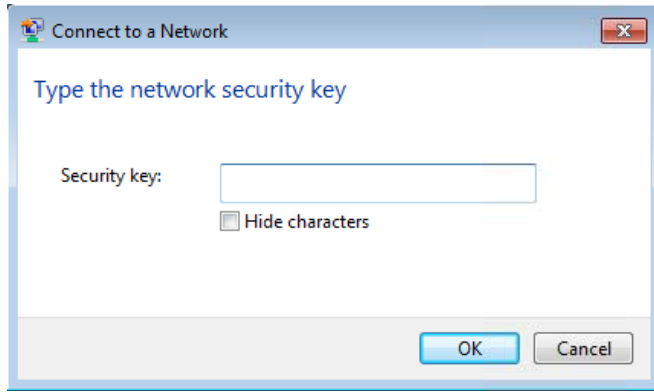 Connect to a Network
Type the network security key
Security key:
Hide characters
OK Cancel